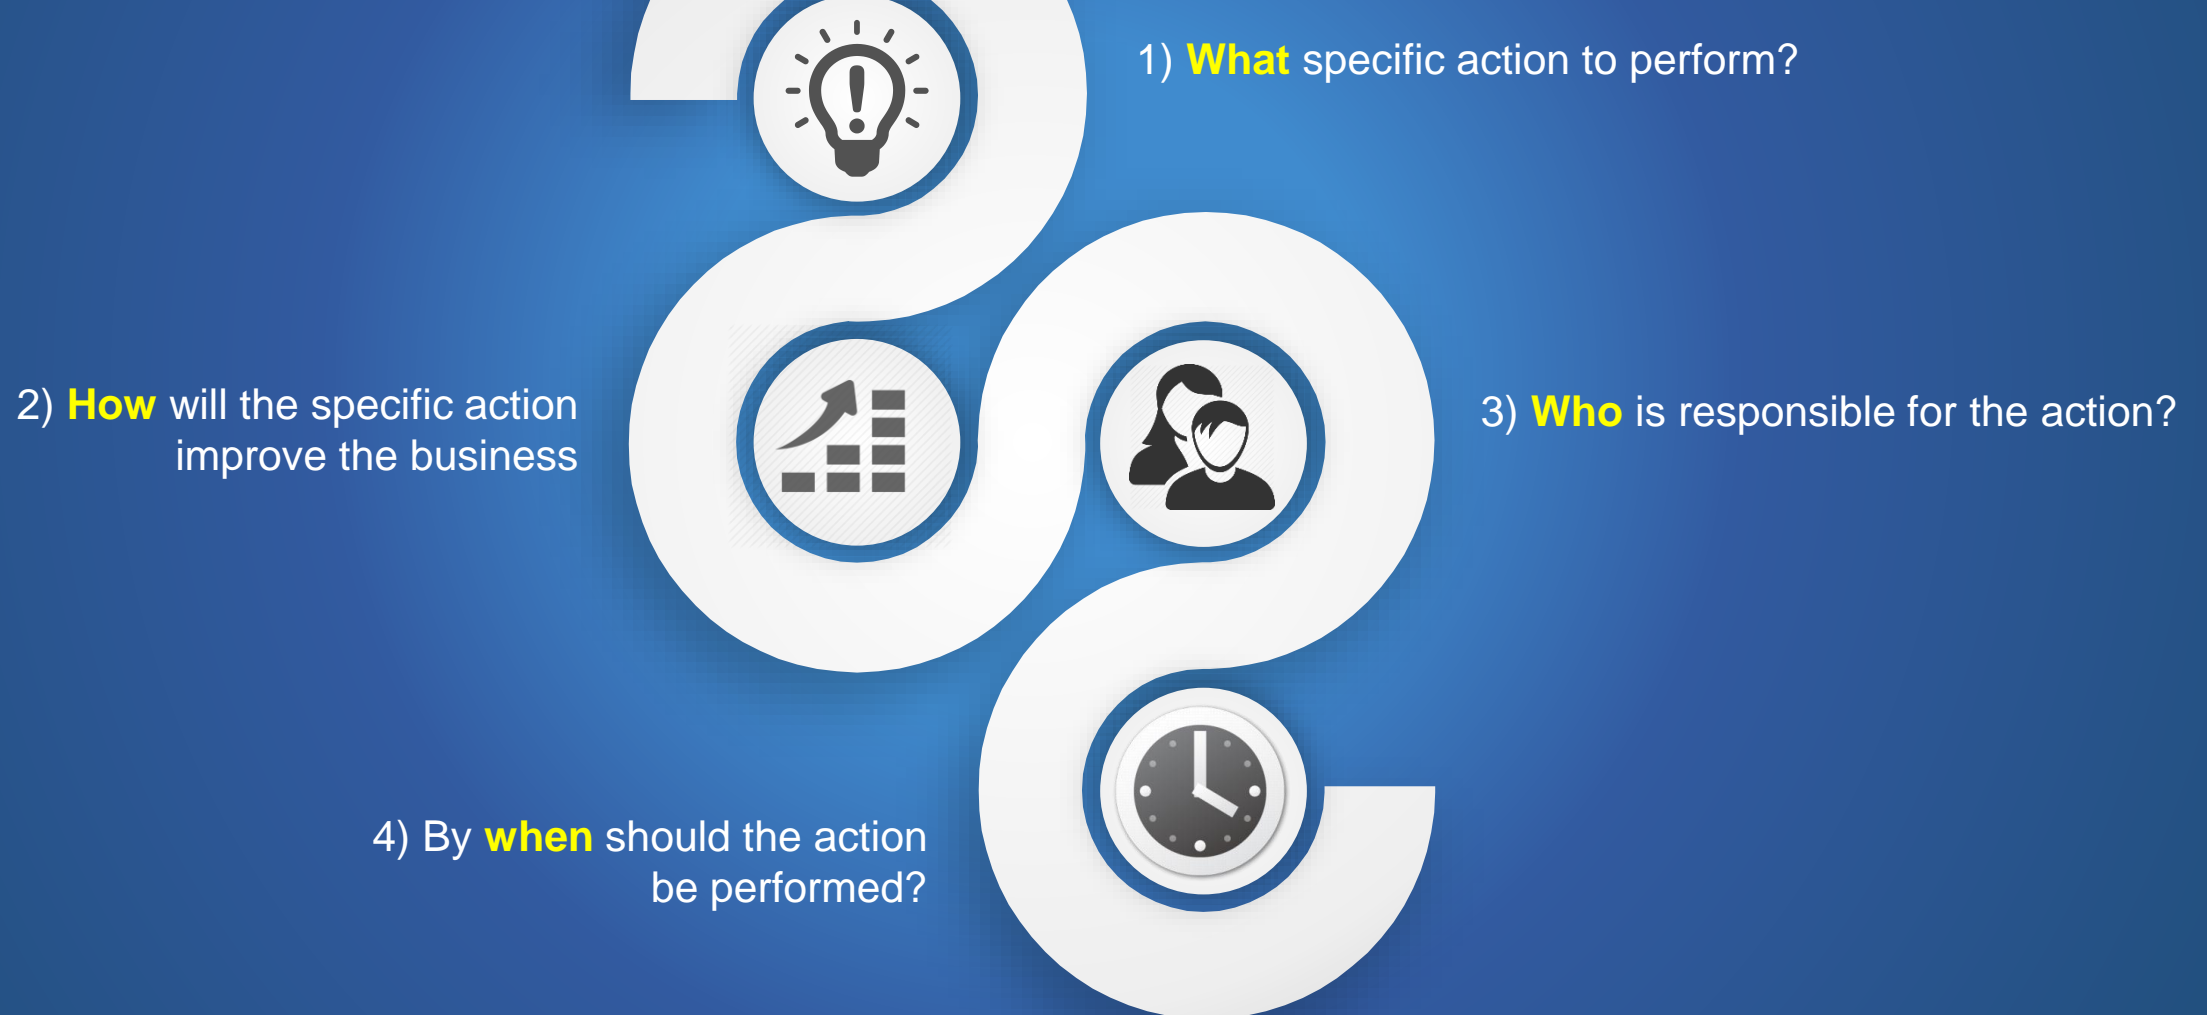 1) What specific action to perform?
2) How will the specific action
improve the business
3) Who is responsible for the action?
4) By when should the action
be performed?